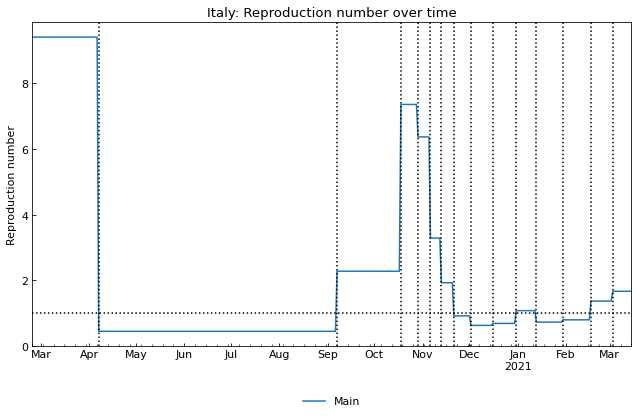 Italy: Reproduction number over time
Reproduction number
8
6
4
2
0
Mar Apr May Jun Jul Aug Sep Oct Nov Dec Jan Feb Mar
2021
Main